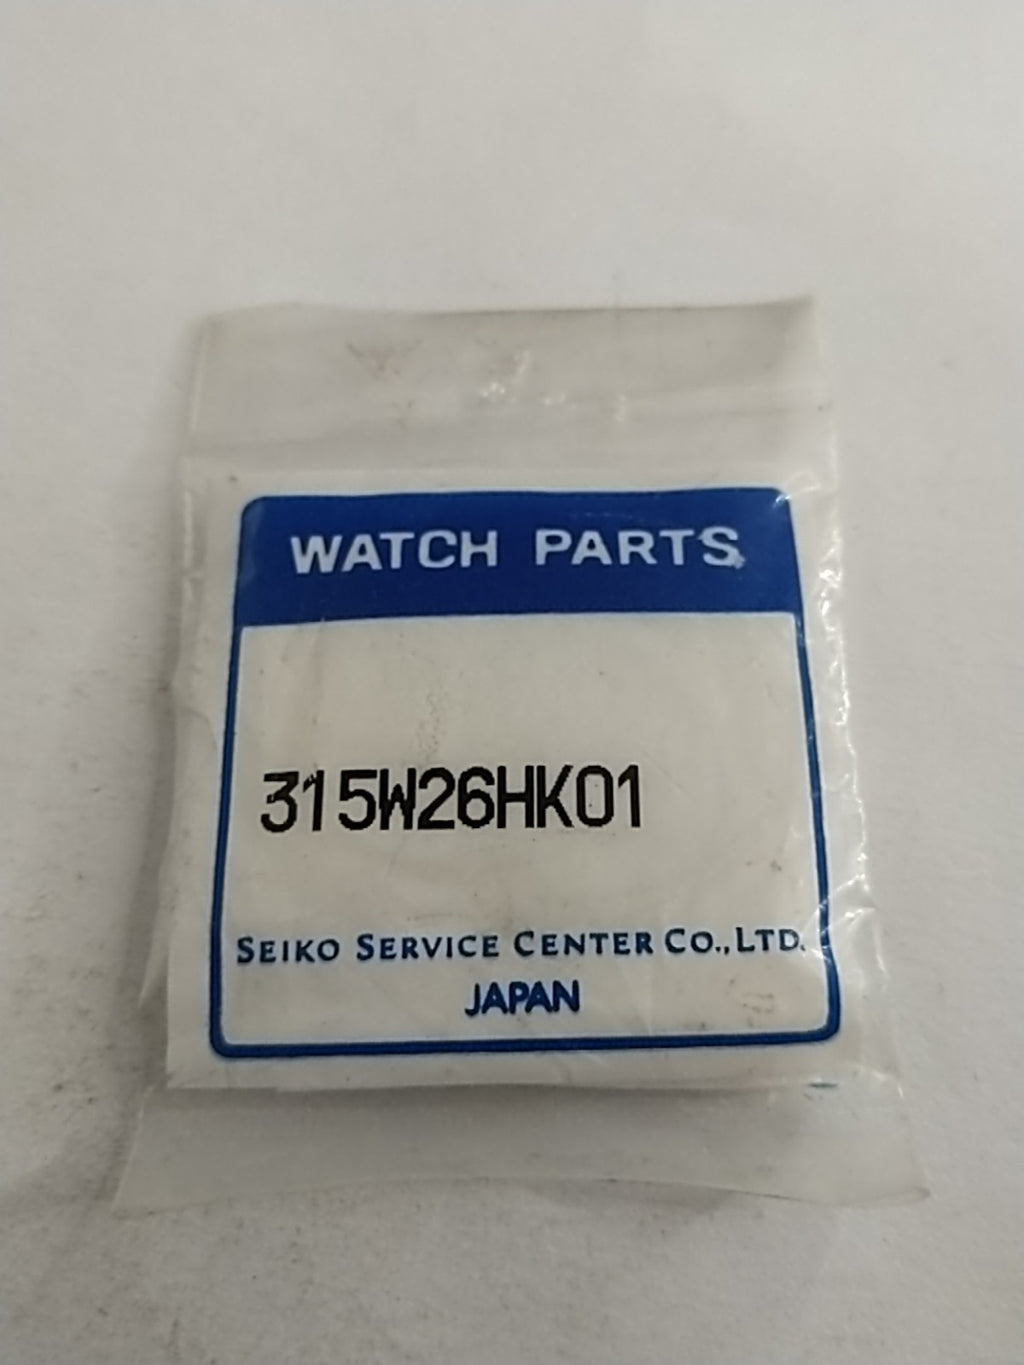 WATCH PARTS
315W26HK01
SEIKO SERVICE CENTER CO.,LTD.
JAPAN